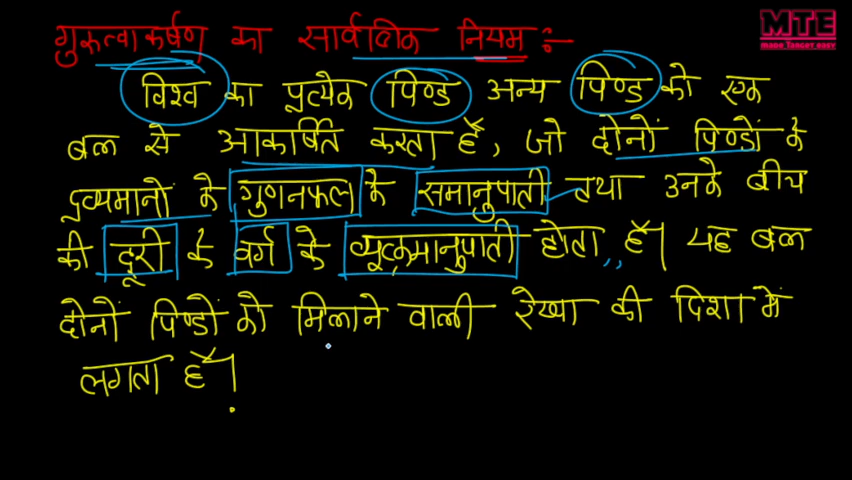 MTE
made Target easy
गुरुत्वाकर्षण का सार्वत्रिक नियम :-
विश्व का प्रत्येक पिण्ड अन्य पिण्ड को एक
बल से आकर्षित करता है, जो दोनों पिण्डों के
द्रव्यमानो के गुणनफल के समानुपाती तथा उनके बीच
की दूरी के वर्ग के व्युत्क्रमानुपाती होता है। यह बल
दोनों पिण्डों को मिलाने वाली रेखा की दिशा में
लगता है।